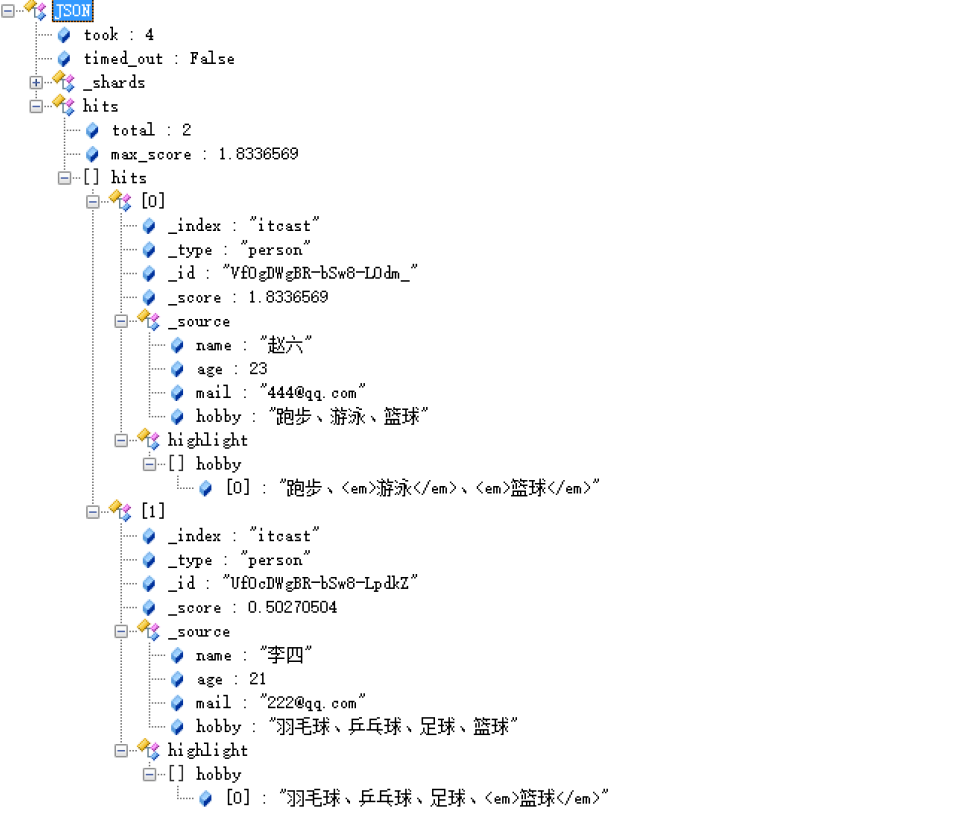 JSON
took : 4
timed_out : False
_shards
hits
total : 2
max_score : 1.8336569
[] hits
[0]
_index : "itcast"
_type : "person"
_id : "VfOgDWgBR-bSw8-LOdm_"
_score : 1.8336569
_source
name : "赵六"
age : 23
mail : "444@qq.com"
hobby : "跑步、游泳、篮球"
highlight
[] hobby
[0] : "跑步、<em>游泳</em>、<em>篮球</em>"
[1]
_index : "itcast"
_type : "person"
_id : "UfOcDWgBR-bSw8-LpdkZ"
_score : 0.50270504
_source
name : "李四"
age : 21
mail : "222@qq.com"
hobby : "羽毛球、乒乓球、足球、篮球"
highlight
[] hobby
[0] : "羽毛球、乒乓球、足球、<em>篮球</em>"